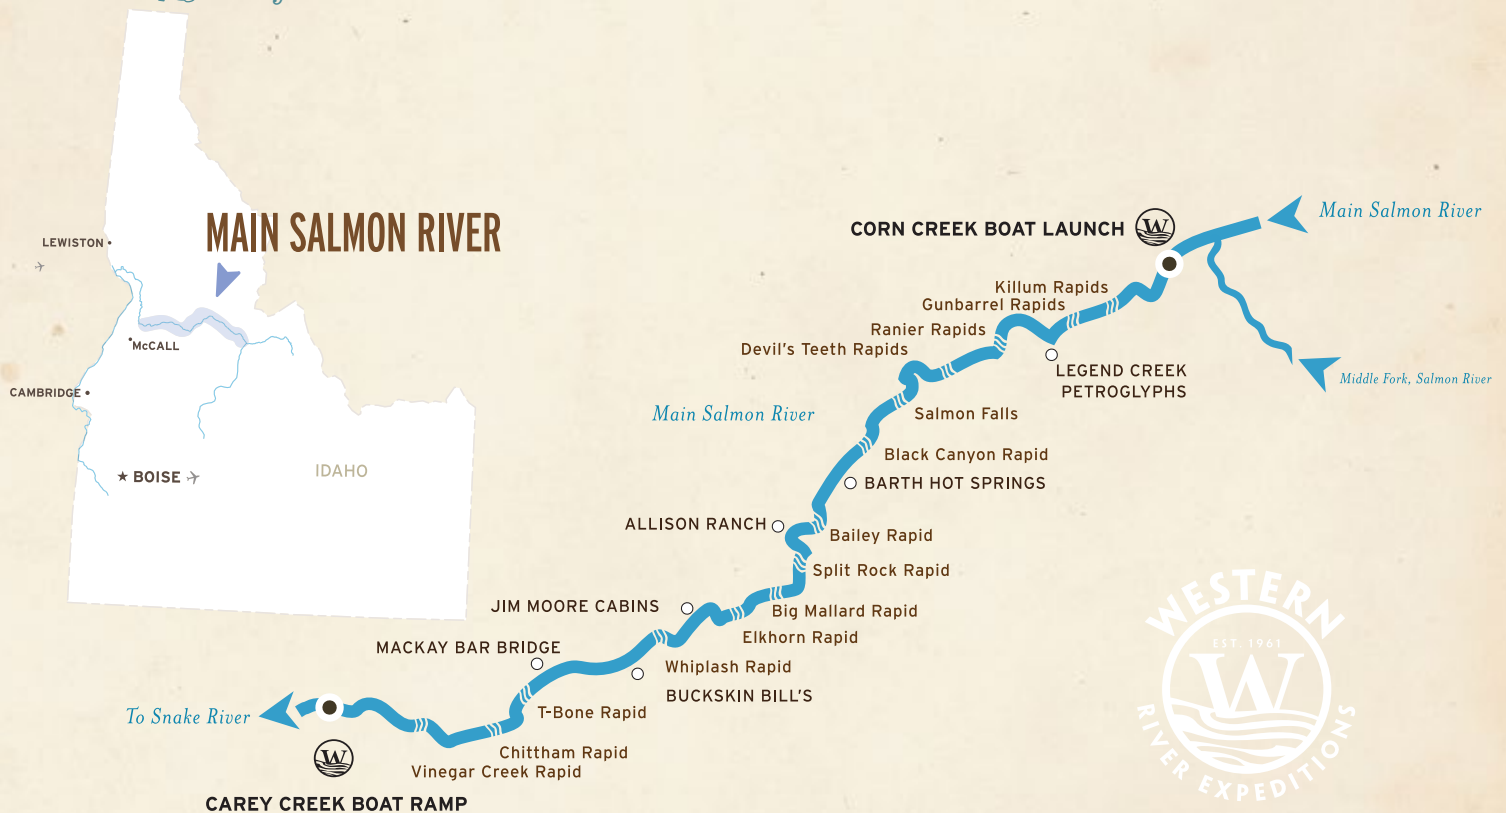 MAIN SALMON RIVER
LEWISTON
McCALL
CAMBRIDGE
BOISE
IDAHO
Main Salmon River
CORN CREEK BOAT LAUNCH
W
Killum Rapids
Gunbarrel Rapids
Ranier Rapids
Devil's Teeth Rapids
LEGEND CREEK
PETROGLYPHS
Middle Fork, Salmon River
Main Salmon River
Salmon Falls
Black Canyon Rapid
BARTH HOT SPRINGS
ALLISON RANCH
Bailey Rapid
Split Rock Rapid
JIM MOORE CABINS
Big Mallard Rapid
Elkhorn Rapid
MACKAY BAR BRIDGE
Whiplash Rapid
BUCKSKIN BILL'S
To Snake River
T-Bone Rapid
Chittham Rapid
Vinegar Creek Rapid
W
CAREY CREEK BOAT RAMP
WESTERN
EST. 1961
W
RIVER EXPEDITIONS